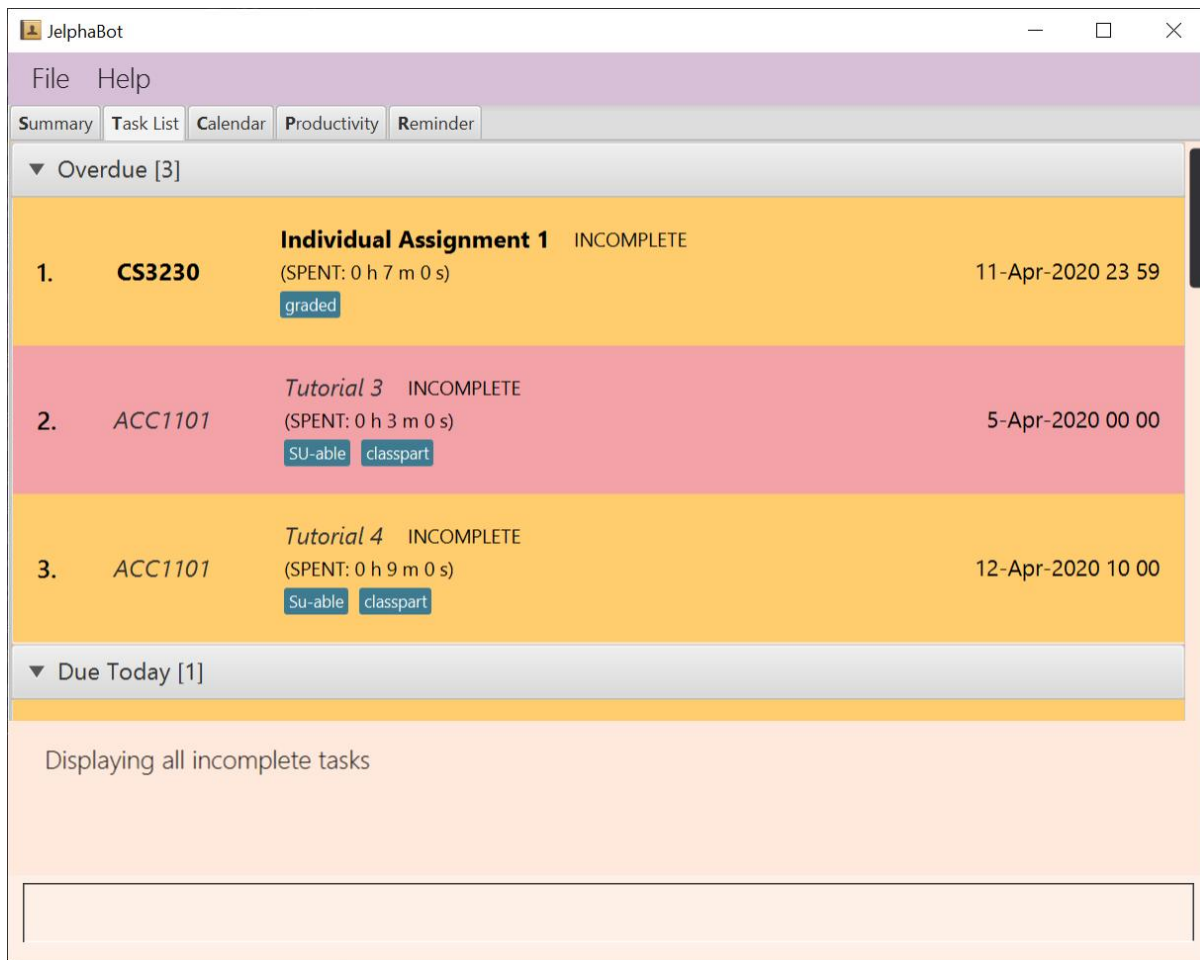 JelphaBot
File Help
Summary Task List Calendar Productivity Reminder
Overdue [3]
Individual Assignment 1 INCOMPLETE
1. CS3230 (SPENT: 0 h 7 m 0 s) 11-Apr-2020 23 59
graded
Tutorial 3 INCOMPLETE
2. ACC1101 (SPENT: 0 h 3 m 0 s) 5-Apr-2020 00 00
SU-able classpart
Tutorial 4 INCOMPLETE
3. ACC1101 (SPENT: 0 h 9 m 0 s) 12-Apr-2020 10 00
Su-able classpart
Due Today [1]
Displaying all incomplete tasks